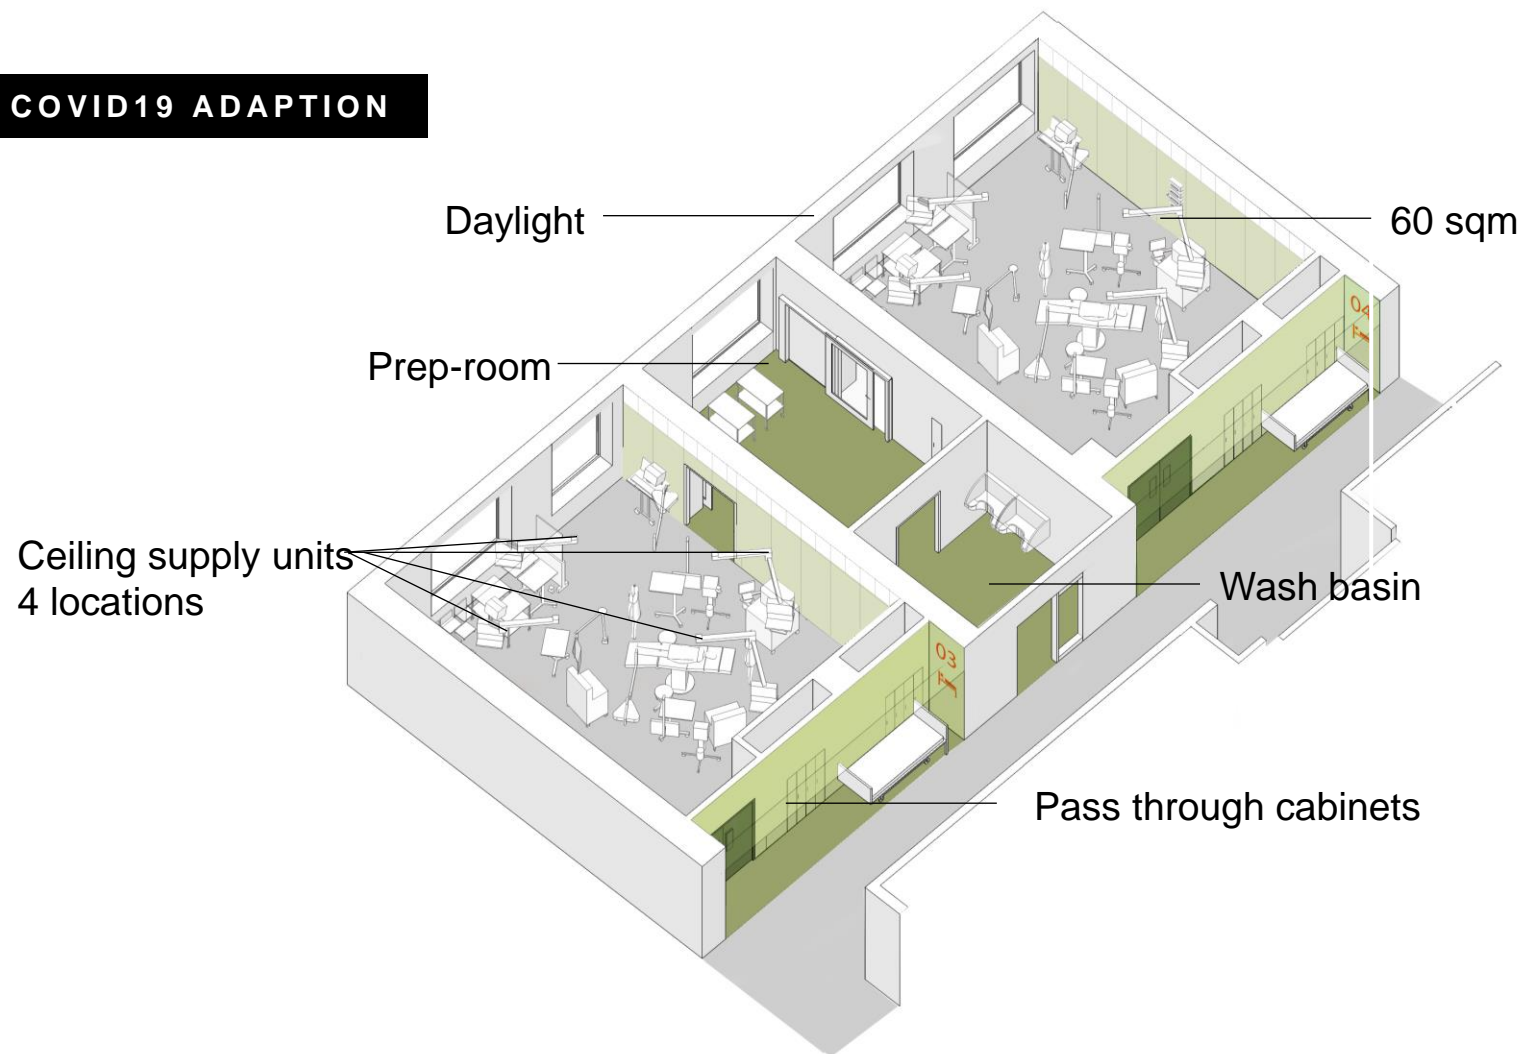 COVID19 ADAPTION
Daylight
60 sqm
04
Prep-room
Ceiling supply units
4 locations
Wash basin
03
Pass through cabinets